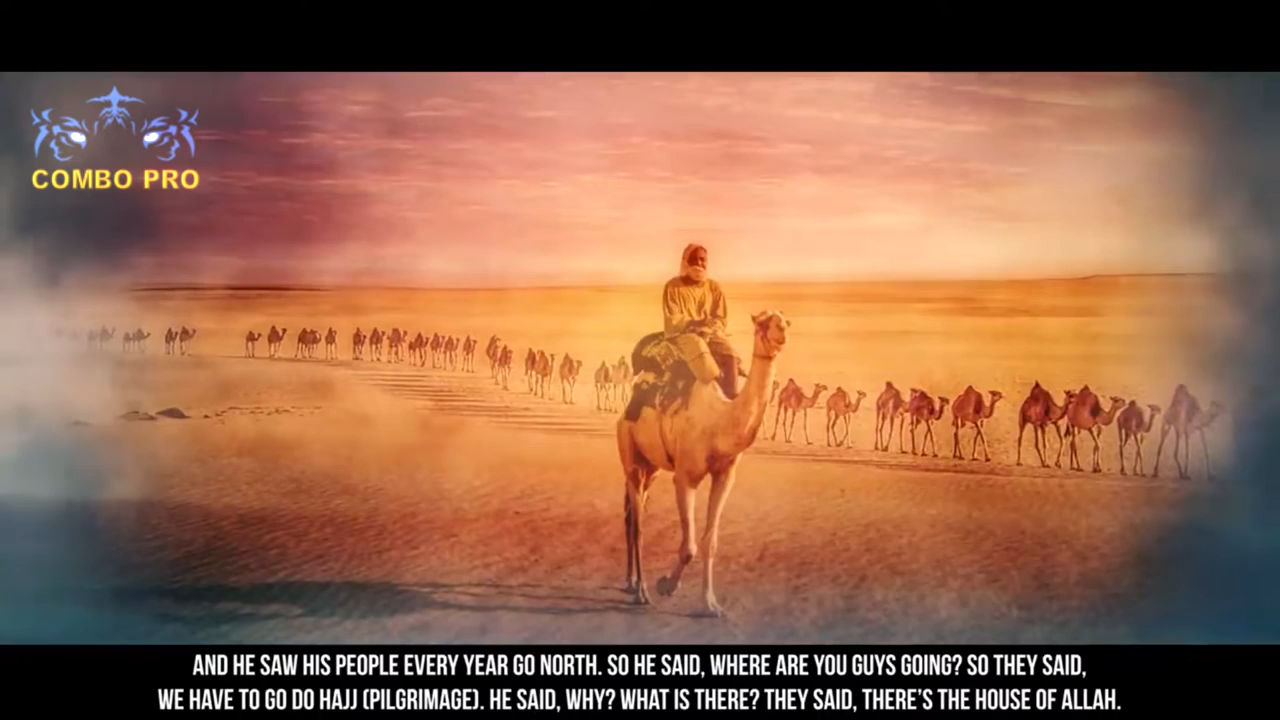 COMBO PRO
AND HE SAW HIS PEOPLE EVERY YEAR GO NORTH. SO HE SAID, WHERE ARE YOU GUYS GOING? SO THEY SAID,
WE HAVE TO GO DO HAJJ (PILGRIMAGE). HE SAID, WHY? WHAT IS THERE? THEY SAID, THERE'S THE HOUSE OF ALLAH.